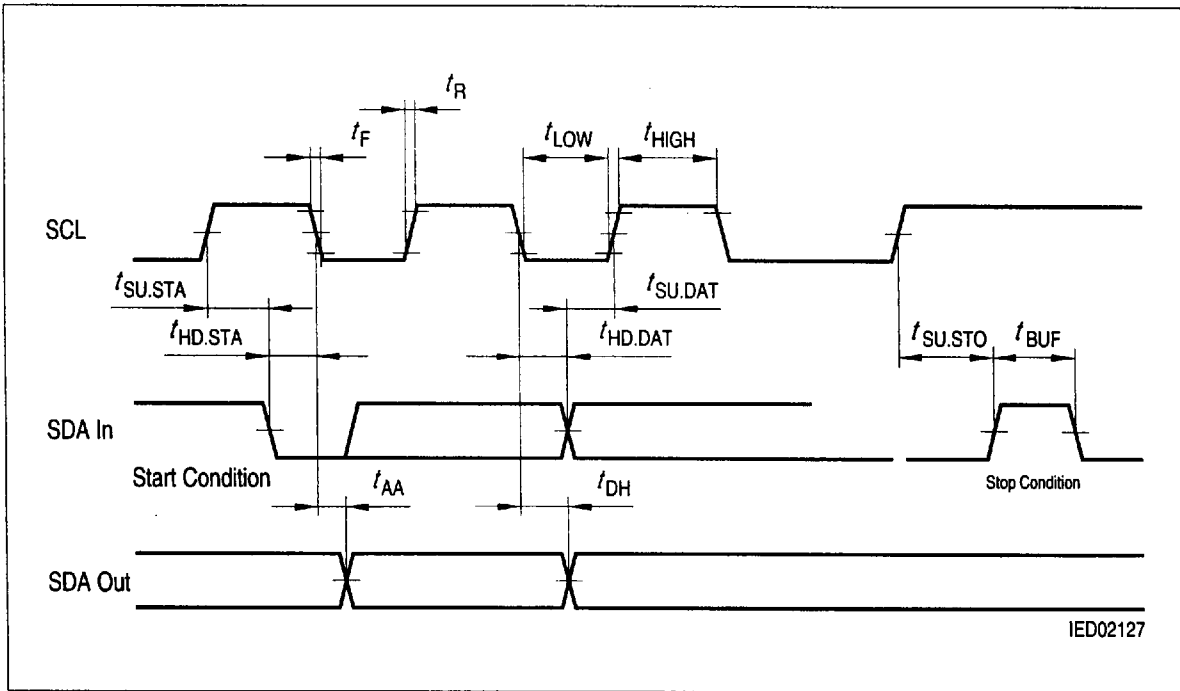 tR
tF
tLOW
tHIGH
SCL
tSU.STA
tSU.DAT
tHD.STA
tHD.DAT
tSU.STO
tBUF
SDA In
Start Condition
tAA
tDH
Stop Condition
SDA Out
IED02127